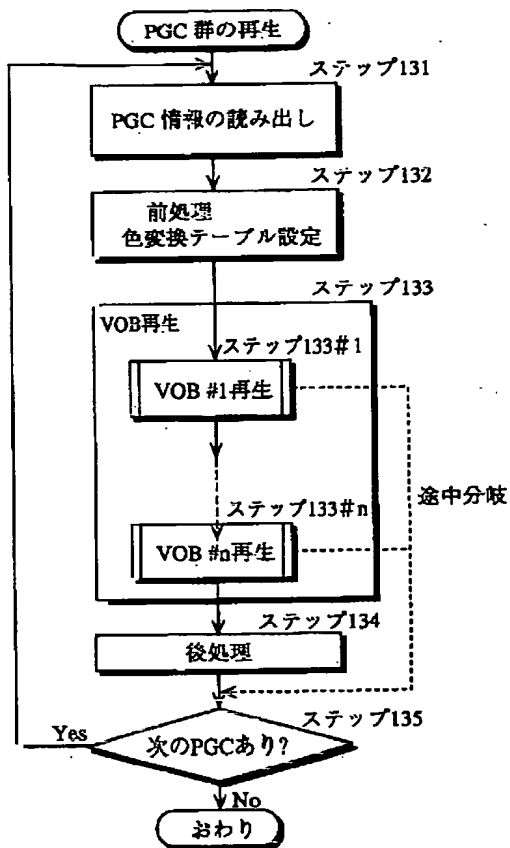 PGC 群の再生
ステップ131
PGC 情報の読み出し
ステップ132
前処理
色変換テーブル設定
ステップ133
VOB再生
ステップ133#1
VOB #1再生
途中分岐
ステップ133#n
VOB #n再生
ステップ134
後処理
ステップ135
Yes
次のPGCあり?
No
おわり